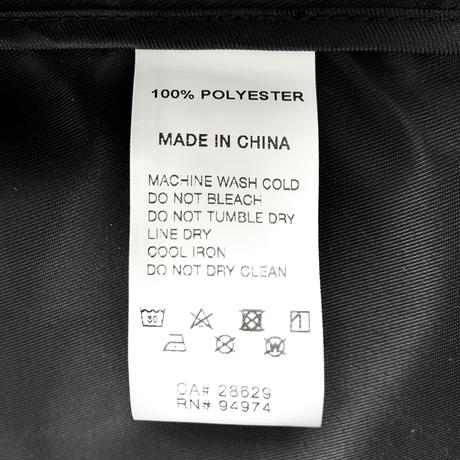 100% POLYESTER
MADE IN CHINA
MACHINE WASH COLD
DO NOT BLEACH
DO NOT TUMBLE DRY
LINE DRY
COOL IRON
DO NOT DRY CLEAN
30
W
CA# 28629
RN# 94974